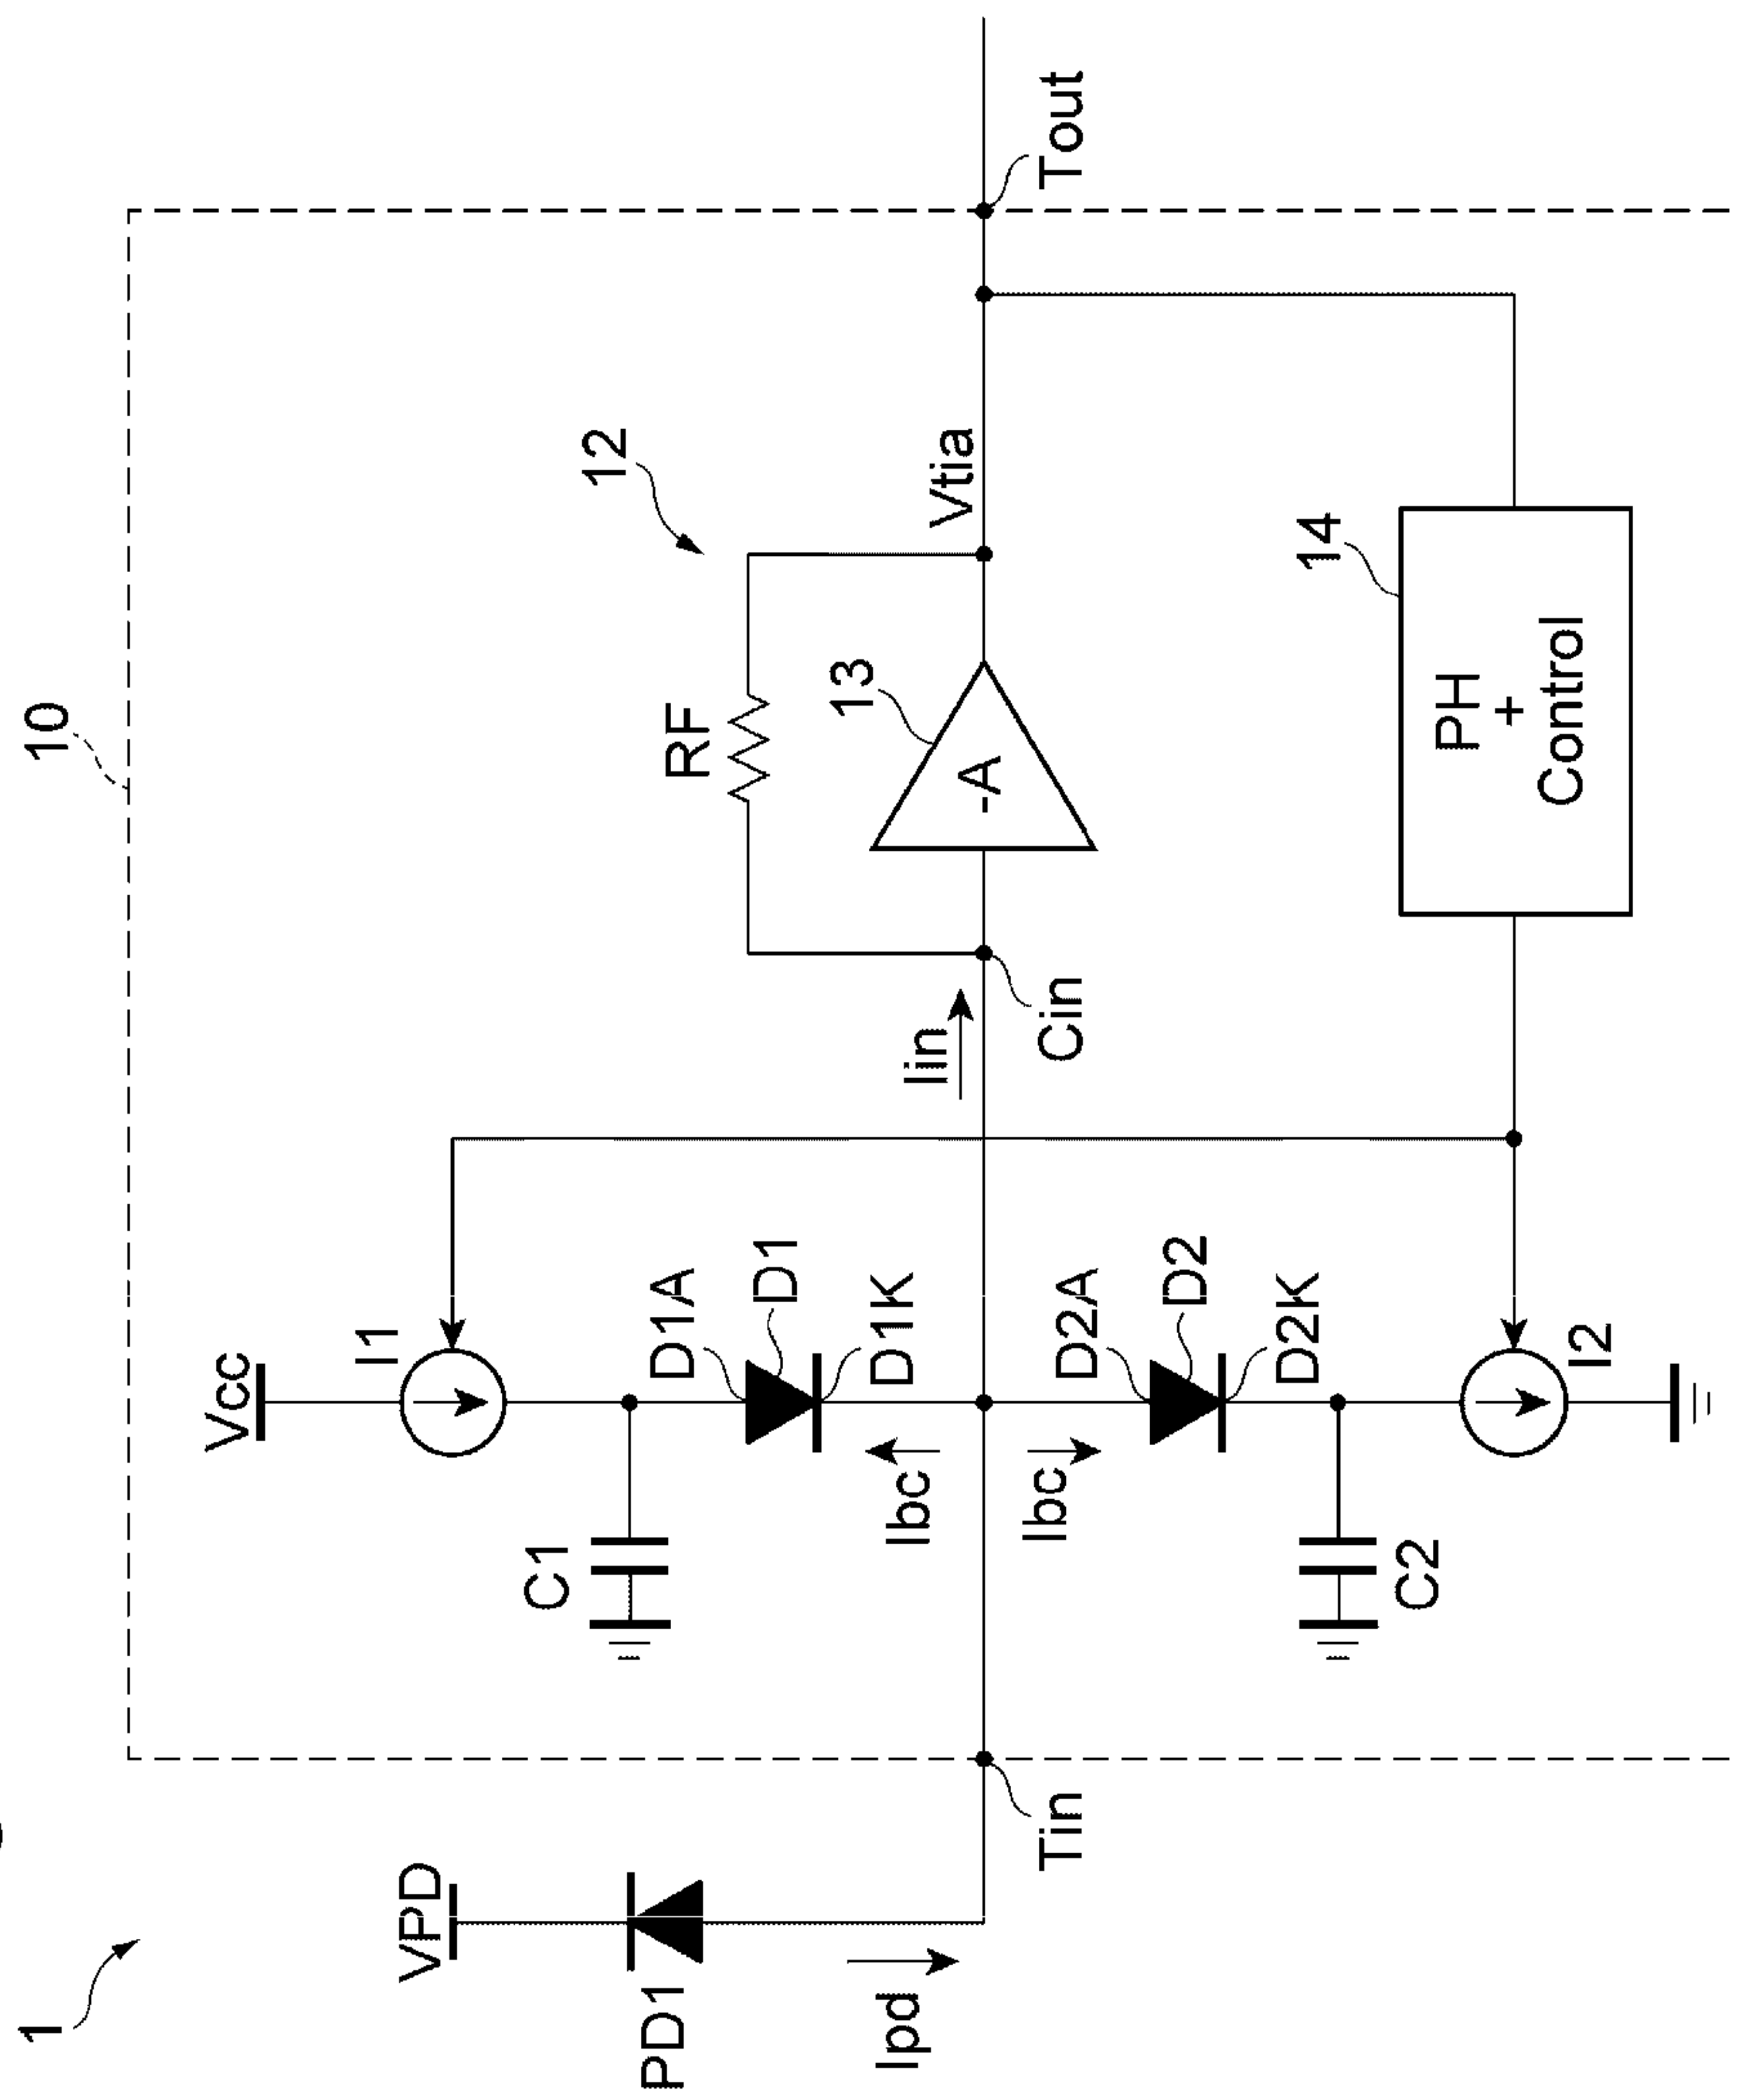 1
10
VPD
PD1
Ipd
Tin
Vcc
I1
C1
D1A
D1
D1K
Ibc
Ibc
D2A
D2
D2K
C2
I2
Iin
Cin
RF
12
13
-A
Vtia
14
PH
+
Control
Tout